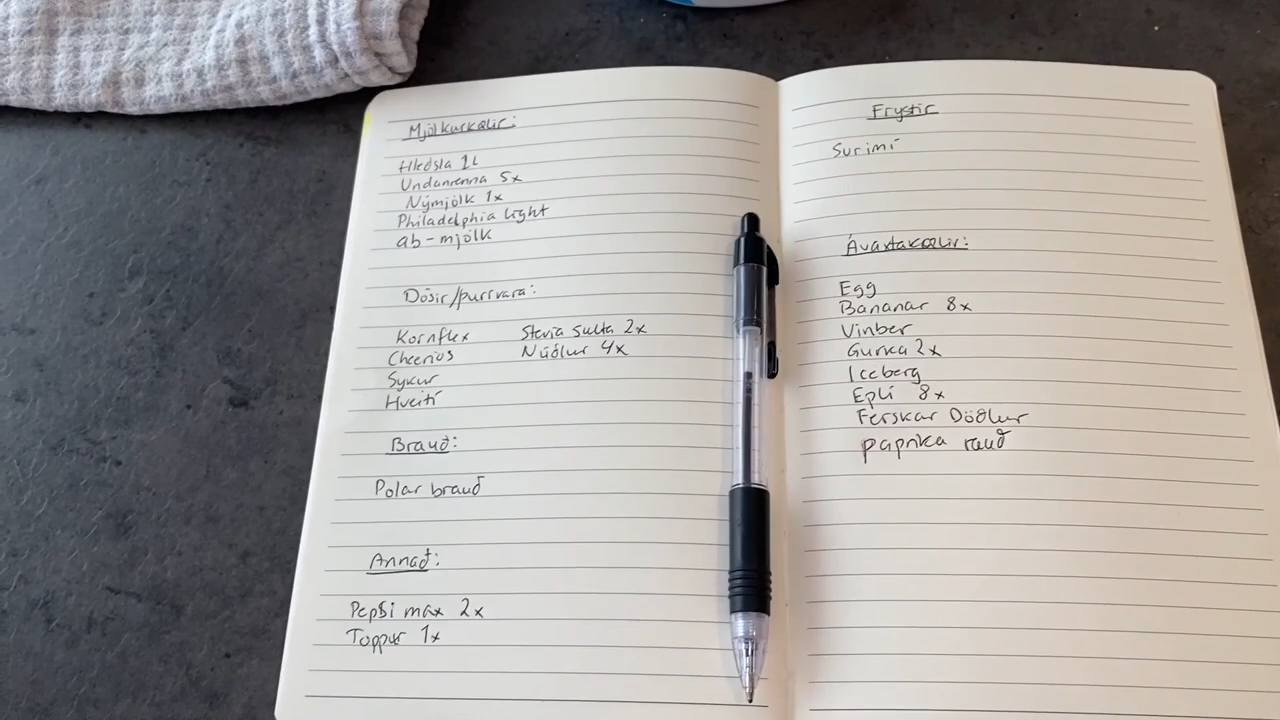 Mjólkurkælir:
Hleðsla 1L
Undanrenna 5x
Nýmjólk 1x
Philadelphia light
ab-mjólk
Dósir/þurrvara:
Kornflex Stevia sulta 2x
Cheerios Núðlur 4x
Sykur
Hveiti
Brauð:
Polar brauð
Annað:
Pepsi max 2x
Toppur 1x
Frystir
Surimi
Ávaxtakælir:
Egg
Bananar 8x
Vínber
Gúrka 2x
Iceberg
Epli 8x
Ferskar Döðlur
paprika rauð